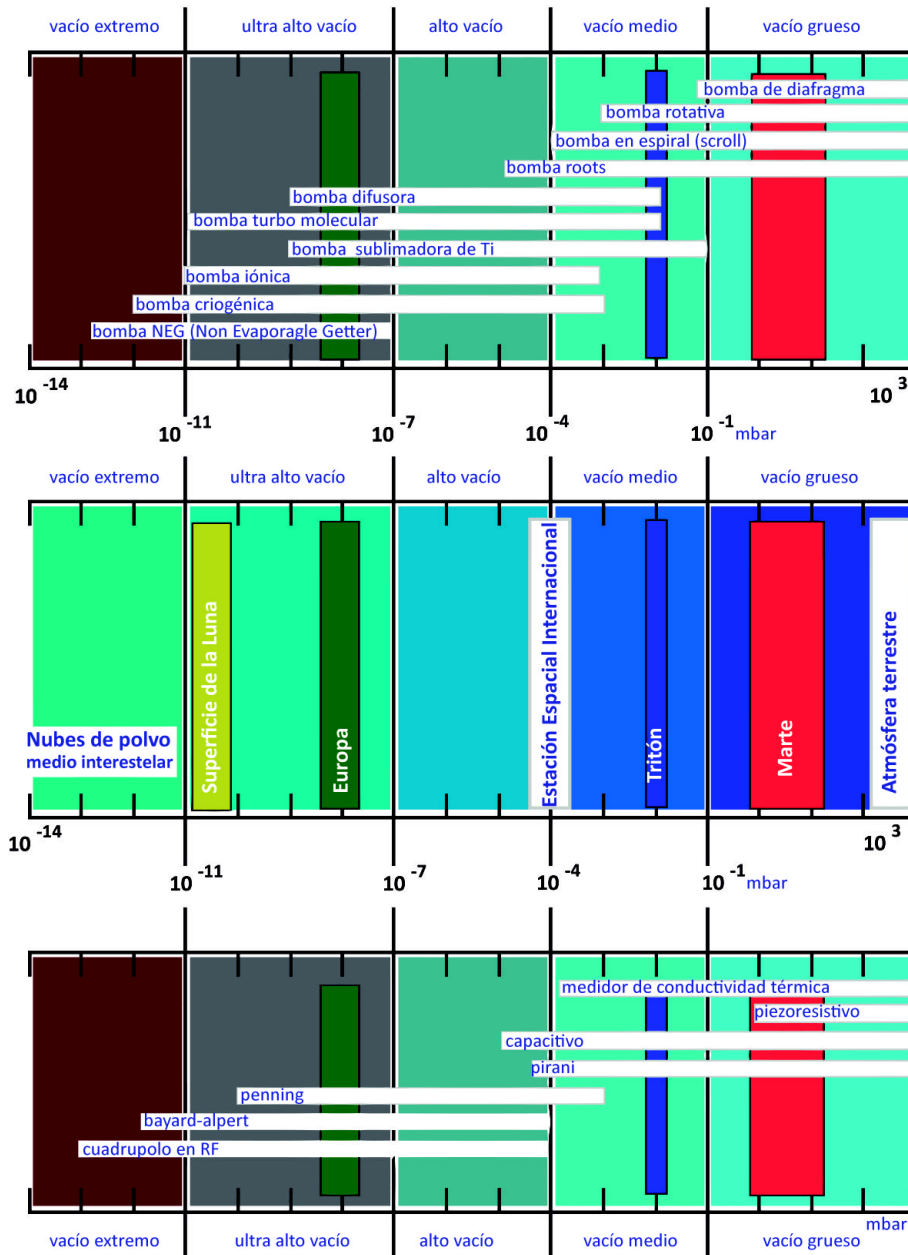 vacío extremo
ultra alto vacío
alto vacío
vacío medio
vacío grueso
bomba de diafragma
bomba rotativa
bomba en espiral (scroll)
bomba roots
bomba difusora
bomba turbo molecular
bomba sublimadora de Ti
bomba iónica
bomba criogénica
bomba NEG (Non Evaporagle Getter)
10 -14
10 -11
10 -7
10 -4
10 -1 mbar
10 3
vacío extremo
ultra alto vacío
alto vacío
vacío medio
vacío grueso
Nubes de polvo
medio interestelar
Superficie de la Luna
Europa
Estación Espacial Internacional
Tritón
Marte
Atmósfera terrestre
10 -14
10 -11
10 -7
10 -4
10 -1 mbar
10 3
medidor de conductividad térmica
piezoresistivo
capacitivo
pirani
penning
bayard-alpert
cuadrupolo en RF
mbar
vacío extremo
ultra alto vacío
alto vacío
vacío medio
vacío grueso